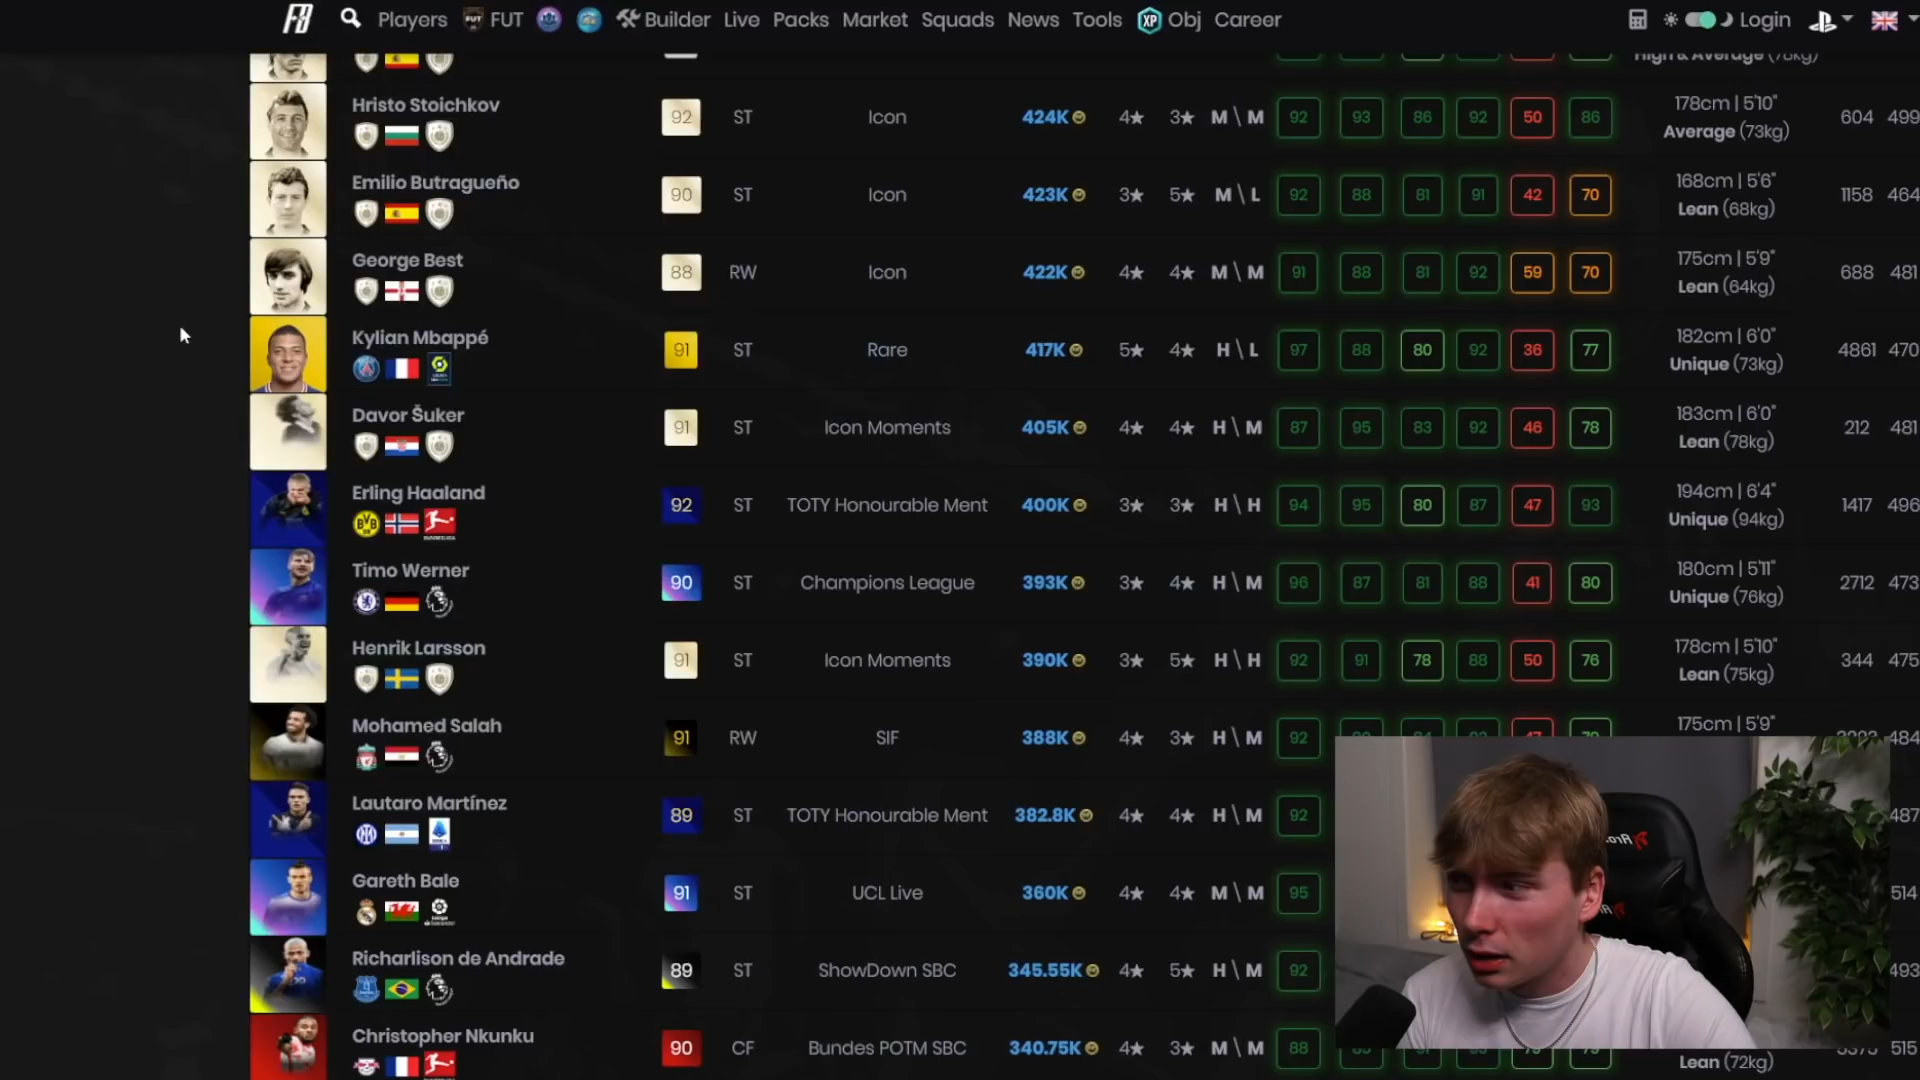 FB Players FUT Builder Live Packs Market Squads News Tools XP Obj Career Login
High & Average (78kg)
Hristo Stoichkov 92 ST Icon 424K 4★ 3★ M \ M 92 93 86 92 50 86 178cm | 5'10" Average (73kg) 604 499
Emilio Butragueño 90 ST Icon 423K 3★ 5★ M \ L 92 88 81 91 42 70 168cm | 5'6" Lean (68kg) 1158 464
George Best 88 RW Icon 422K 4★ 4★ M \ M 91 88 81 92 59 70 175cm | 5'9" Lean (64kg) 688 481
Kylian Mbappé 91 ST Rare 417K 5★ 4★ H \ L 97 88 80 92 36 77 182cm | 6'0" Unique (73kg) 4861 470
Davor Šuker 91 ST Icon Moments 405K 4★ 4★ H \ M 87 95 83 92 46 78 183cm | 6'0" Lean (78kg) 212 481
Erling Haaland 92 ST TOTY Honourable Ment 400K 3★ 3★ H \ H 94 95 80 87 47 93 194cm | 6'4" Unique (94kg) 1417 496
Timo Werner 90 ST Champions League 393K 3★ 4★ H \ M 96 87 81 88 41 80 180cm | 5'11" Unique (76kg) 2712 473
Henrik Larsson 91 ST Icon Moments 390K 3★ 5★ H \ H 92 91 78 88 50 76 178cm | 5'10" Lean (75kg) 344 475
Mohamed Salah 91 RW SIF 388K 4★ 3★ H \ M 92 175cm | 5'9" 484
Lautaro Martínez 89 ST TOTY Honourable Ment 382.8K 4★ 4★ H \ M 92 487
Gareth Bale 91 ST UCL Live 360K 4★ 4★ M \ M 95 514
Richarlison de Andrade 89 ST ShowDown SBC 345.55K 4★ 5★ H \ M 92 493
Christopher Nkunku 90 CF Bundes POTM SBC 340.75K 4★ 3★ M \ M 88 Lean (72kg) 515